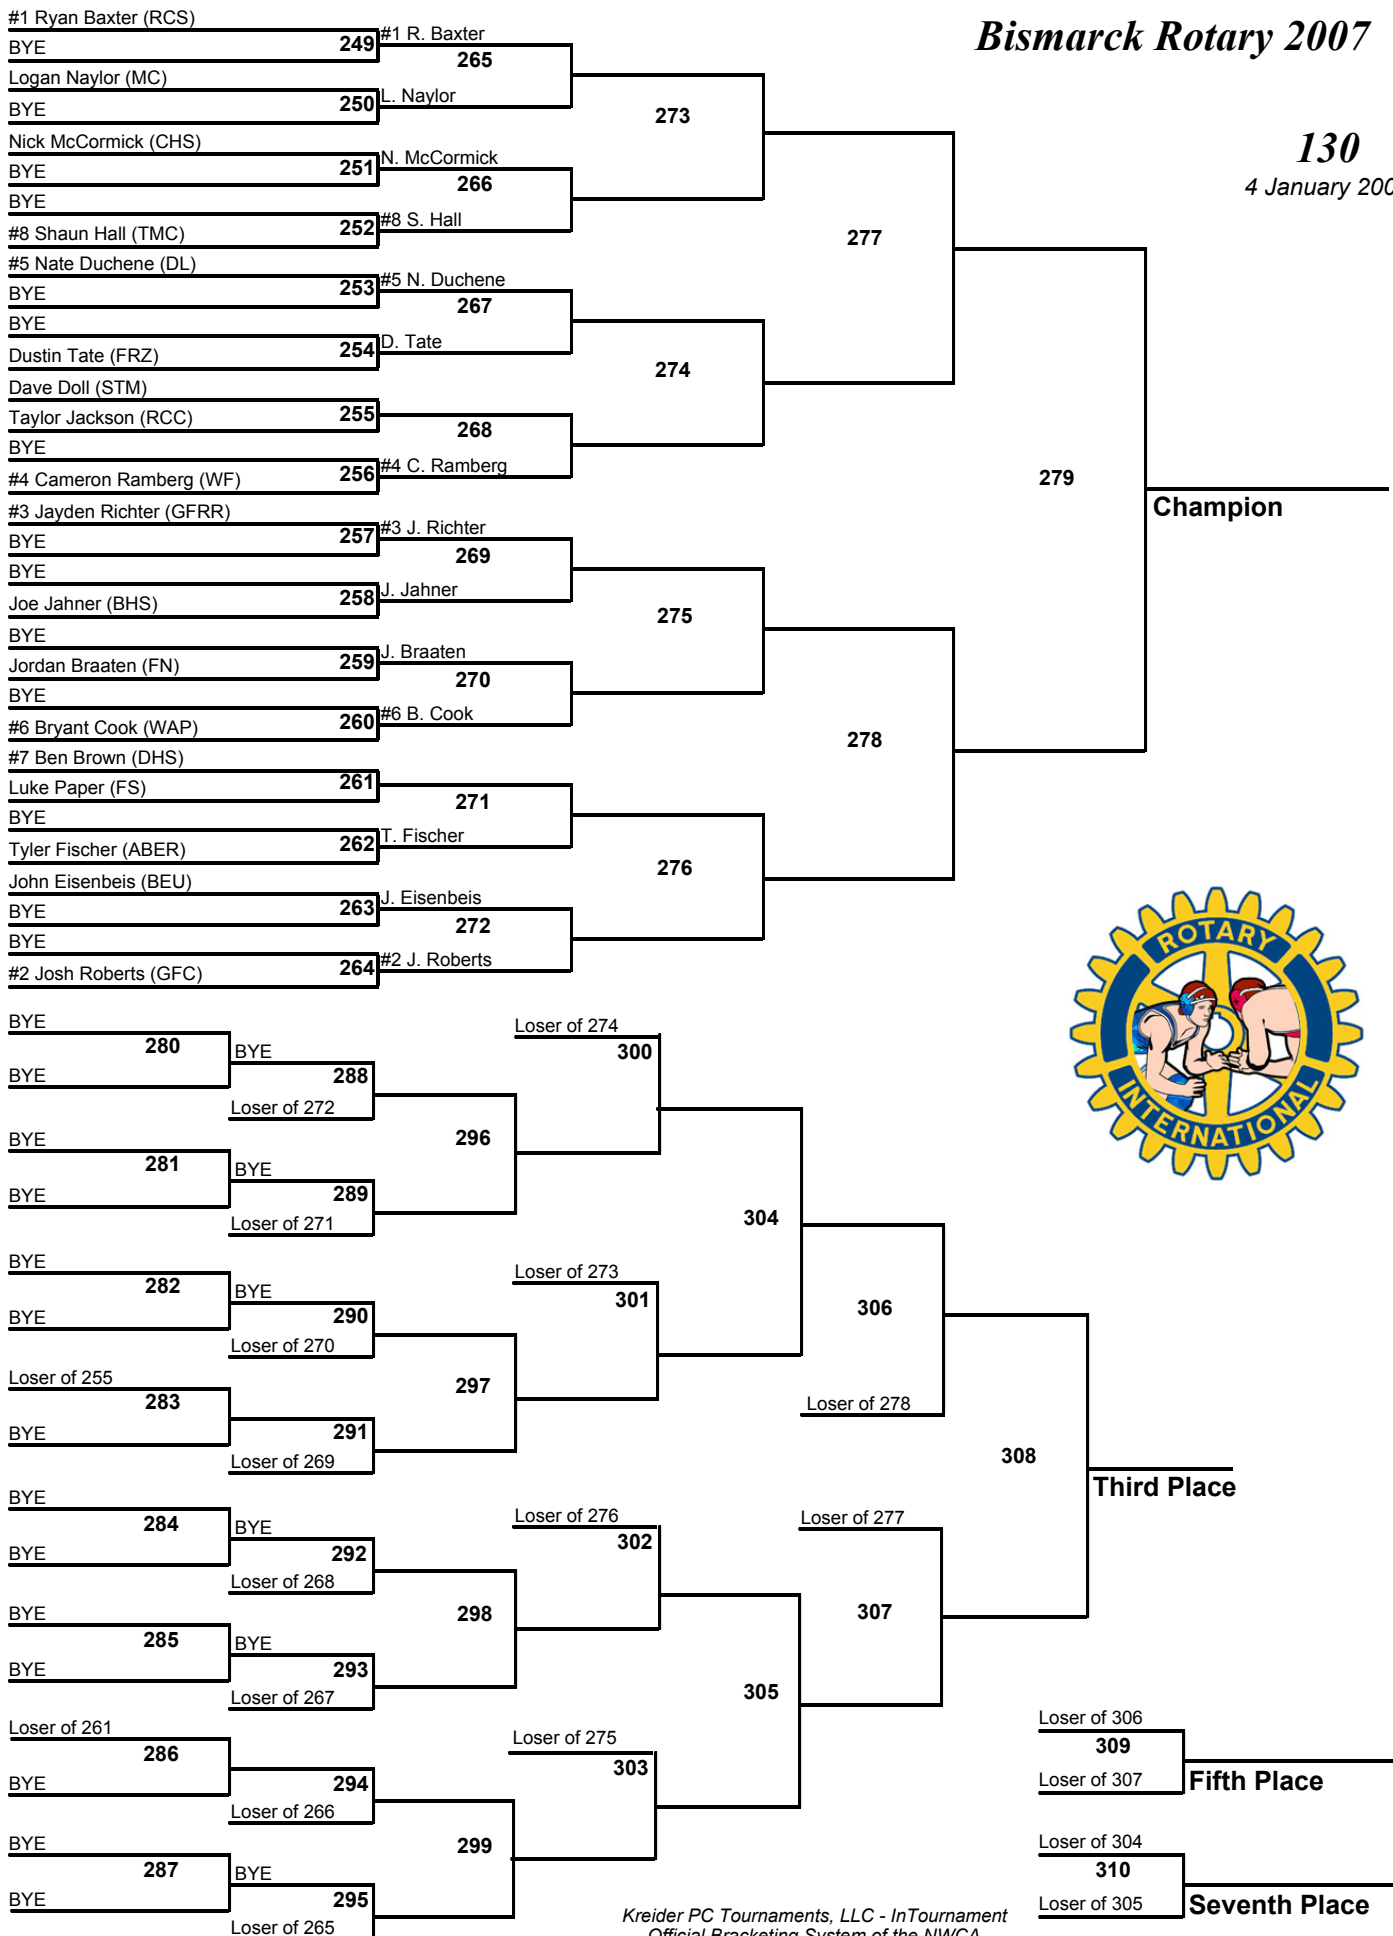 Bismarck Rotary 2007
130
4 January 200
#1 Ryan Baxter (RCS)
BYE
249
#1 R. Baxter
265
Logan Naylor (MC)
BYE
250
L. Naylor
273
Nick McCormick (CHS)
BYE
251
N. McCormick
266
BYE
#8 Shaun Hall (TMC)
252
#8 S. Hall
277
#5 Nate Duchene (DL)
BYE
253
#5 N. Duchene
267
BYE
Dustin Tate (FRZ)
254
D. Tate
274
Dave Doll (STM)
Taylor Jackson (RCC)
255
268
BYE
#4 Cameron Ramberg (WF)
256
#4 C. Ramberg
279
Champion
#3 Jayden Richter (GFRR)
BYE
257
#3 J. Richter
269
BYE
Joe Jahner (BHS)
258
J. Jahner
275
BYE
Jordan Braaten (FN)
259
J. Braaten
270
BYE
#6 Bryant Cook (WAP)
260
#6 B. Cook
278
#7 Ben Brown (DHS)
Luke Paper (FS)
261
271
BYE
Tyler Fischer (ABER)
262
T. Fischer
276
John Eisenbeis (BEU)
BYE
263
J. Eisenbeis
272
BYE
#2 Josh Roberts (GFC)
264
#2 J. Roberts
ROTARY
INTERNATIONAL
BYE
280
BYE
BYE
288
Loser of 272
Loser of 274
300
296
BYE
281
BYE
BYE
289
Loser of 271
304
BYE
282
BYE
BYE
290
Loser of 270
Loser of 273
301
306
297
Loser of 255
283
BYE
291
Loser of 269
Loser of 278
308
Third Place
BYE
284
BYE
BYE
292
Loser of 268
Loser of 276
302
Loser of 277
307
298
BYE
285
BYE
BYE
293
Loser of 267
305
Loser of 261
286
BYE
294
Loser of 266
Loser of 275
303
299
Loser of 306
309
Loser of 307
Fifth Place
BYE
287
BYE
BYE
295
Loser of 265
Loser of 304
310
Loser of 305
Seventh Place
Kreider PC Tournaments, LLC - InTournament
Official Bracketing System of the NWCA